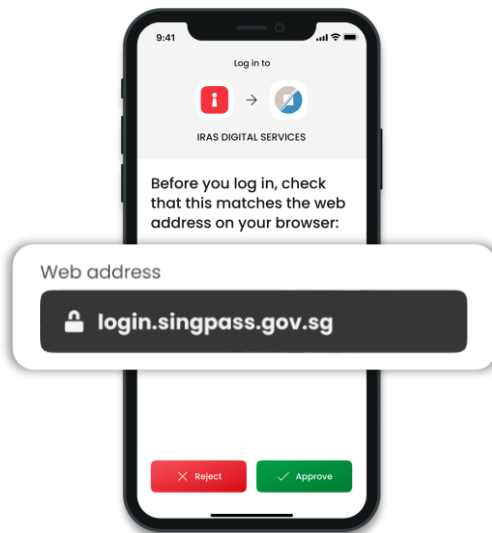 9:41
Log in to
IRAS DIGITAL SERVICES
Before you log in, check
that this matches the web
address on your browser:
Web address
login.singpass.gov.sg
Reject
Approve